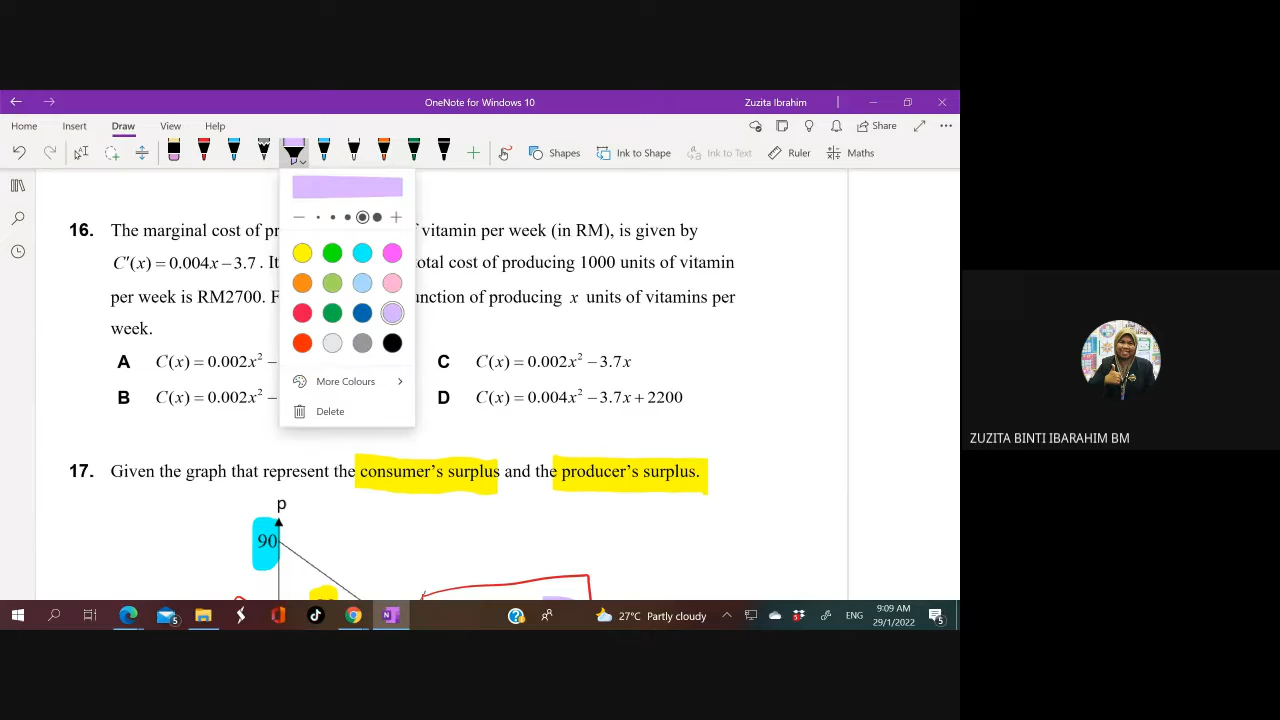 OneNote for Windows 10
Zuzita Ibrahim
Home Insert Draw View Help
Share
Shapes Ink to Shape Ink to Text Ruler Maths
16. The marginal cost of pr vitamin per week (in RM), is given by
C′(x) = 0.004x − 3.7 . It otal cost of producing 1000 units of vitamin
per week is RM2700. F unction of producing x units of vitamins per
week.
A C(x) = 0.002x² − C C(x) = 0.002x² − 3.7x
B C(x) = 0.002x² − D C(x) = 0.004x² − 3.7x + 2200
More Colours
Delete
17. Given the graph that represent the consumer's surplus and the producer's surplus.
p
90
ZUZITA BINTI IBARAHIM BM
27°C Partly cloudy
ENG
9:09 AM
29/1/2022